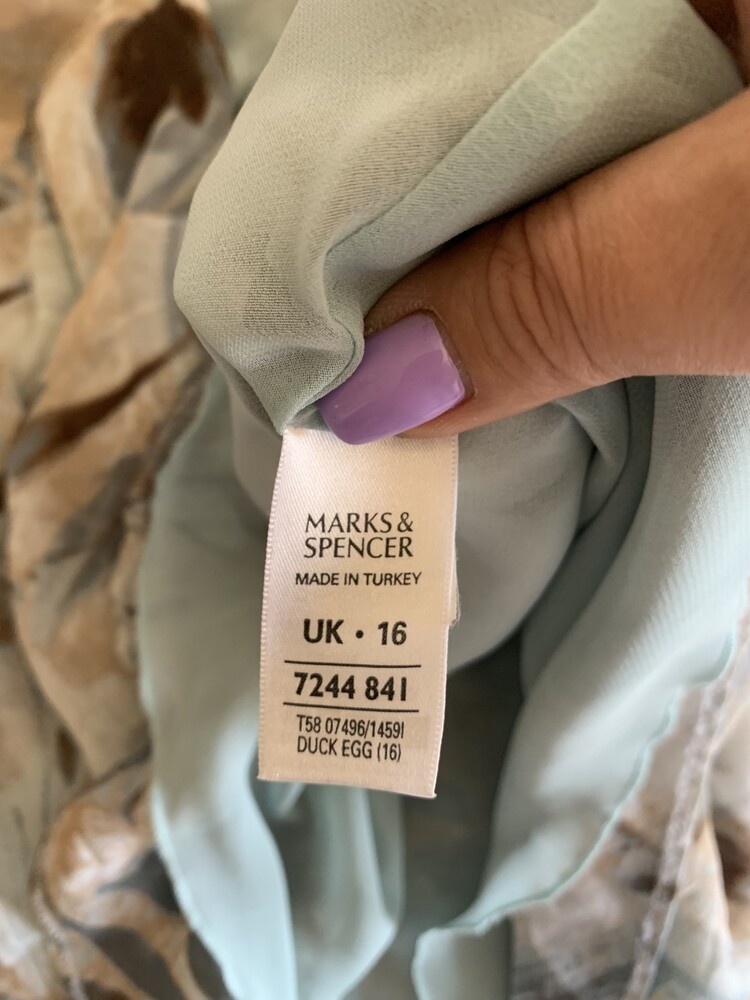 MARKS &
SPENCER
MADE IN TURKEY
UK • 16
7244 841
T58 07496/1459I
DUCK EGG (16)